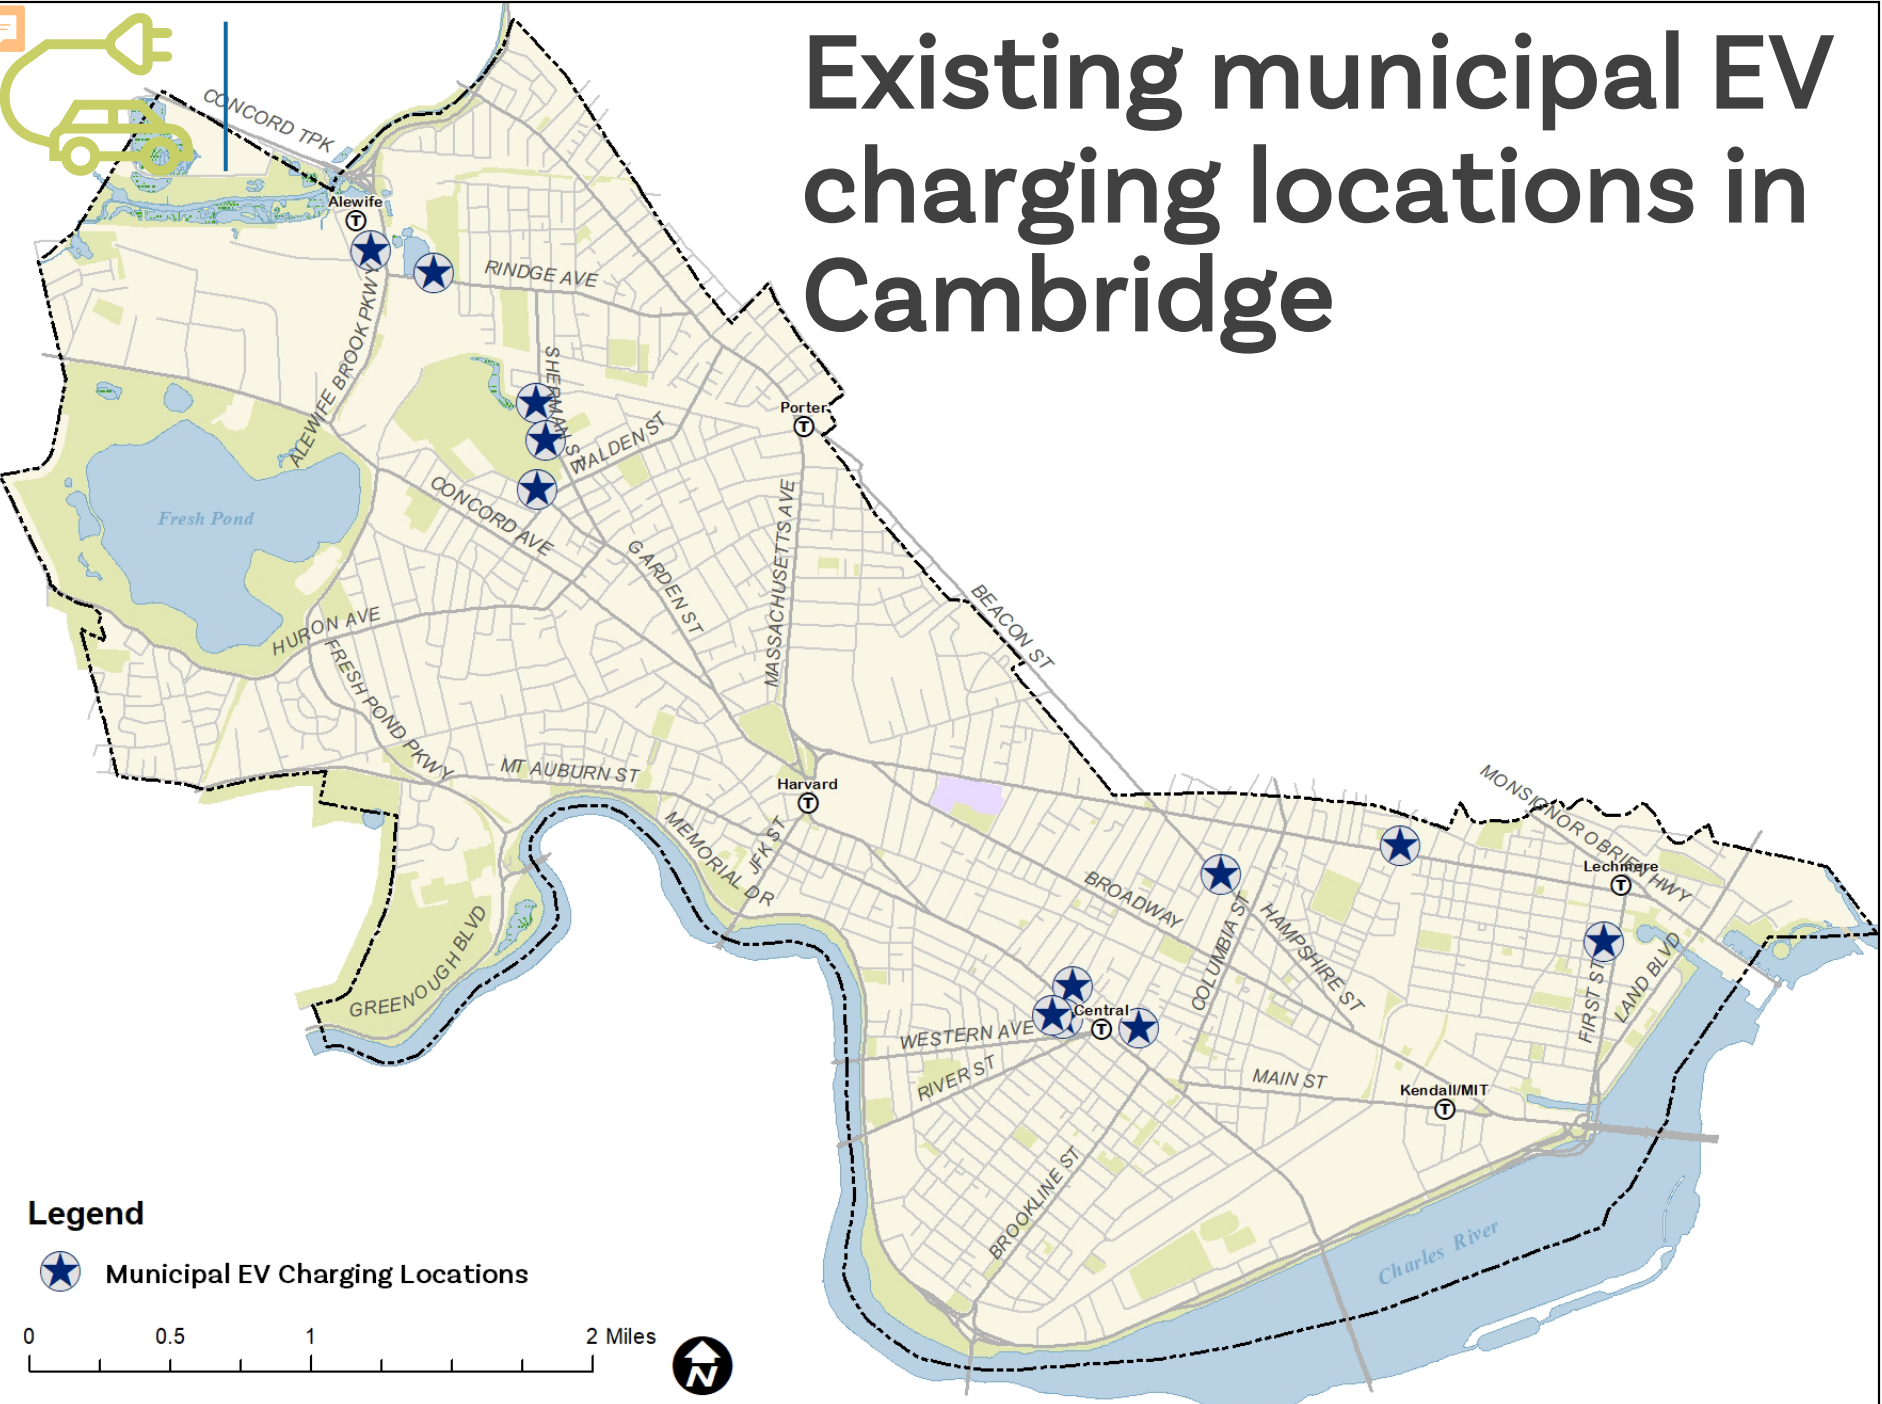 Existing municipal EV
charging locations in
Cambridge
CONCORD TPK
Alewife
T
RINDGE AVE
ALEWIFE BROOK PKWY
SHERMAN ST
WALDEN ST
Porter
T
Fresh Pond
CONCORD AVE
GARDEN ST
MASSACHUSETTS AVE
BEACON ST
HURON AVE
FRESH POND PKWY
MT AUBURN ST
Harvard
T
MEMORIAL DR
JFK ST
GREENOUGH BLVD
BROADWAY
COLUMBIA ST
HAMPSHIRE ST
MONSIGNOR OBRIEN HWY
Lechmere
T
FIRST ST
LAND BLVD
Central
T
WESTERN AVE
RIVER ST
MAIN ST
Kendall/MIT
T
BROOKLINE ST
Charles River
Legend
Municipal EV Charging Locations
0 0.5 1 2 Miles
N